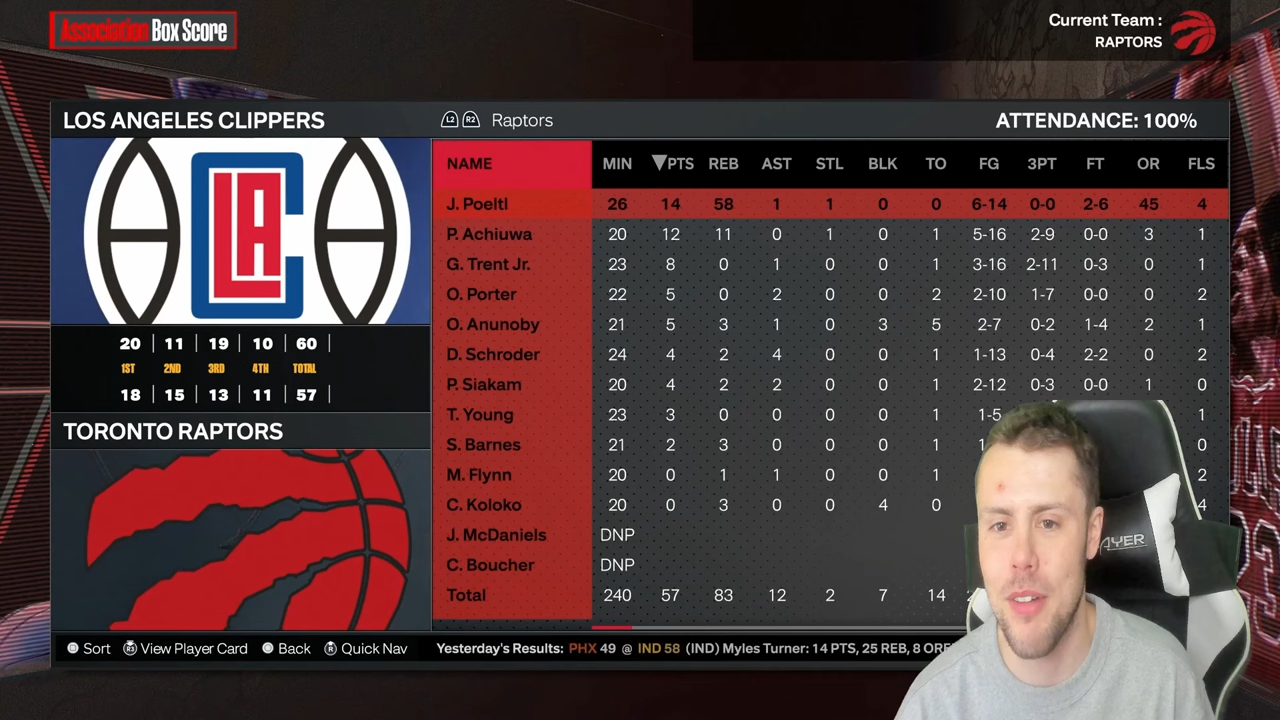 Association Box Score
Current Team :
RAPTORS
LOS ANGELES CLIPPERS
L2 R2 Raptors
ATTENDANCE: 100%
LA
NAME MIN PTS REB AST STL BLK TO FG 3PT FT OR FLS
J. Poeltl 26 14 58 1 1 0 0 6-14 0-0 2-6 45 4
P. Achiuwa 20 12 11 0 1 0 1 5-16 2-9 0-0 3 1
G. Trent Jr. 23 8 0 1 0 0 1 3-16 2-11 0-3 0 1
O. Porter 22 5 0 2 0 0 2 2-10 1-7 0-0 0 2
O. Anunoby 21 5 3 1 0 3 5 2-7 0-2 1-4 2 1
D. Schroder 24 4 2 4 0 0 1 1-13 0-4 2-2 0 2
P. Siakam 20 4 2 2 0 0 1 2-12 0-3 0-0 1 0
T. Young 23 3 0 0 0 0 1 1-5 1
S. Barnes 21 2 3 0 0 0 1 0
M. Flynn 20 0 1 1 0 0 1 2
C. Koloko 20 0 3 0 0 4 0 4
J. McDaniels DNP
C. Boucher DNP
Total 240 57 83 12 2 7 14
20 11 19 10 60
1ST 2ND 3RD 4TH TOTAL
18 15 13 11 57
TORONTO RAPTORS
Sort View Player Card Back R Quick Nav
Yesterday's Results: PHX 49 @ IND 58 (IND) Myles Turner: 14 PTS, 25 REB, 8 ORE